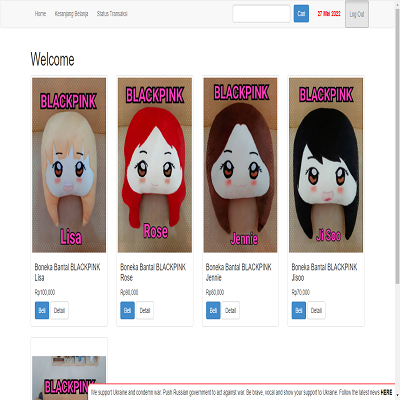 Home Keranjang Belanja Status Transaksi Cari 27 Mei 2022 Log Out
Welcome
BLACKPINK
Lisa
BLACKPINK
Rose
BLACKPINK
Jennie
BLACKPINK
Ji Soo
Boneka Bantal BLACKPINK
Lisa
Rp100,000
Beli Detail
Boneka Bantal BLACKPINK
Rose
Rp80,000
Beli Detail
Boneka Bantal BLACKPINK
Jennie
Rp60,000
Beli Detail
Boneka Bantal BLACKPINK
Jisoo
Rp70,000
Beli Detail
BLACKPINK
We support Ukraine and condemn war. Push Russian government to act against war. Be brave, vocal and show your support to Ukraine. Follow the latest news HERE